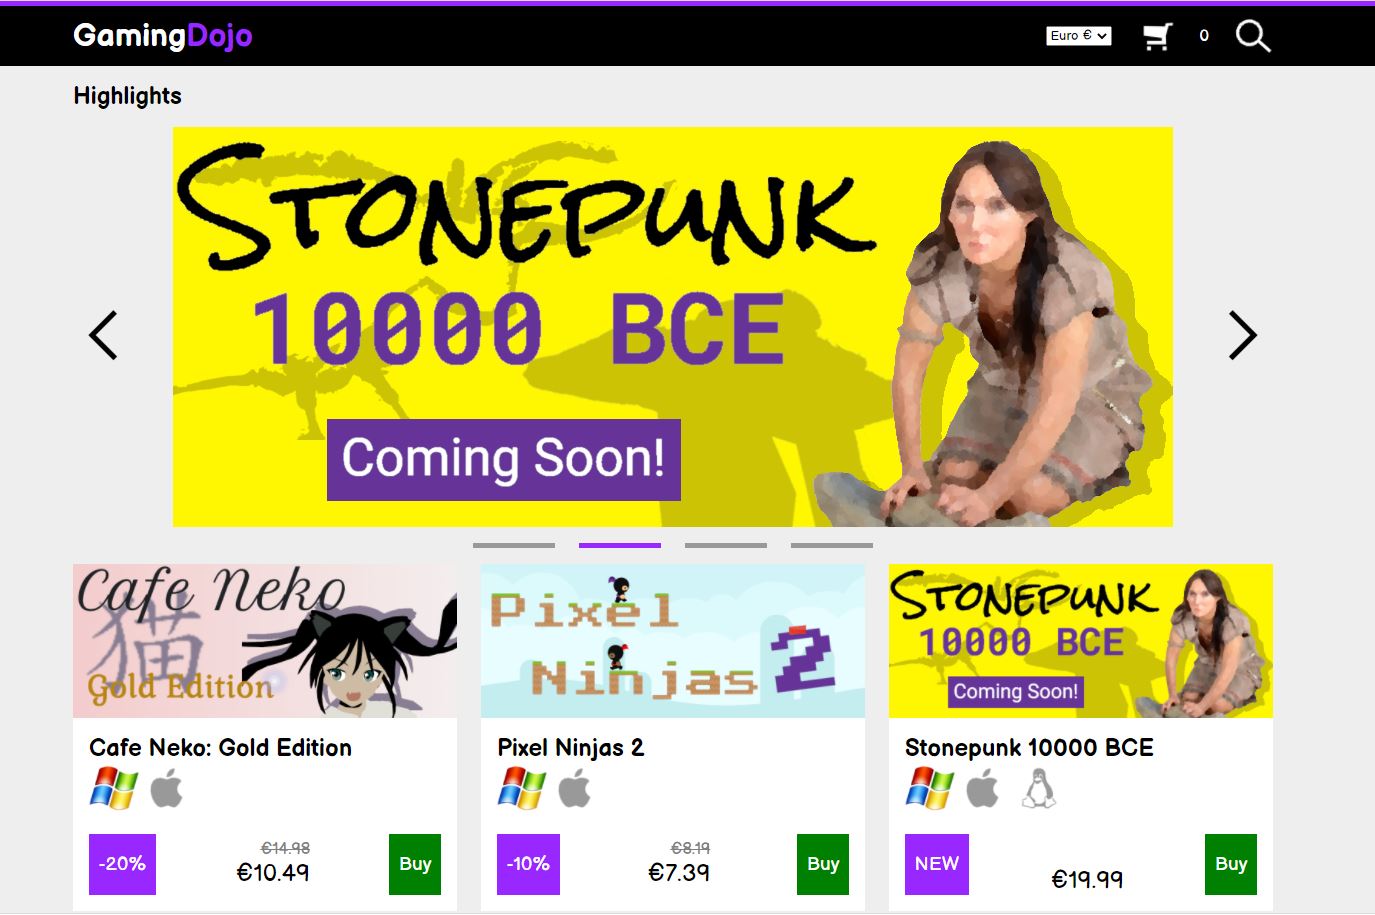 GamingDojo
Euro €
0
Highlights
STONEPUNK
10000 BCE
Coming Soon!
Cafe Neko
猫
Gold Edition
Pixel
Ninjas 2
STONEPUNK
10000 BCE
Coming Soon!
Cafe Neko: Gold Edition
Pixel Ninjas 2
Stonepunk 10000 BCE
-20%
€14.98
€10.49
Buy
-10%
€8.19
€7.39
Buy
NEW
€19.99
Buy